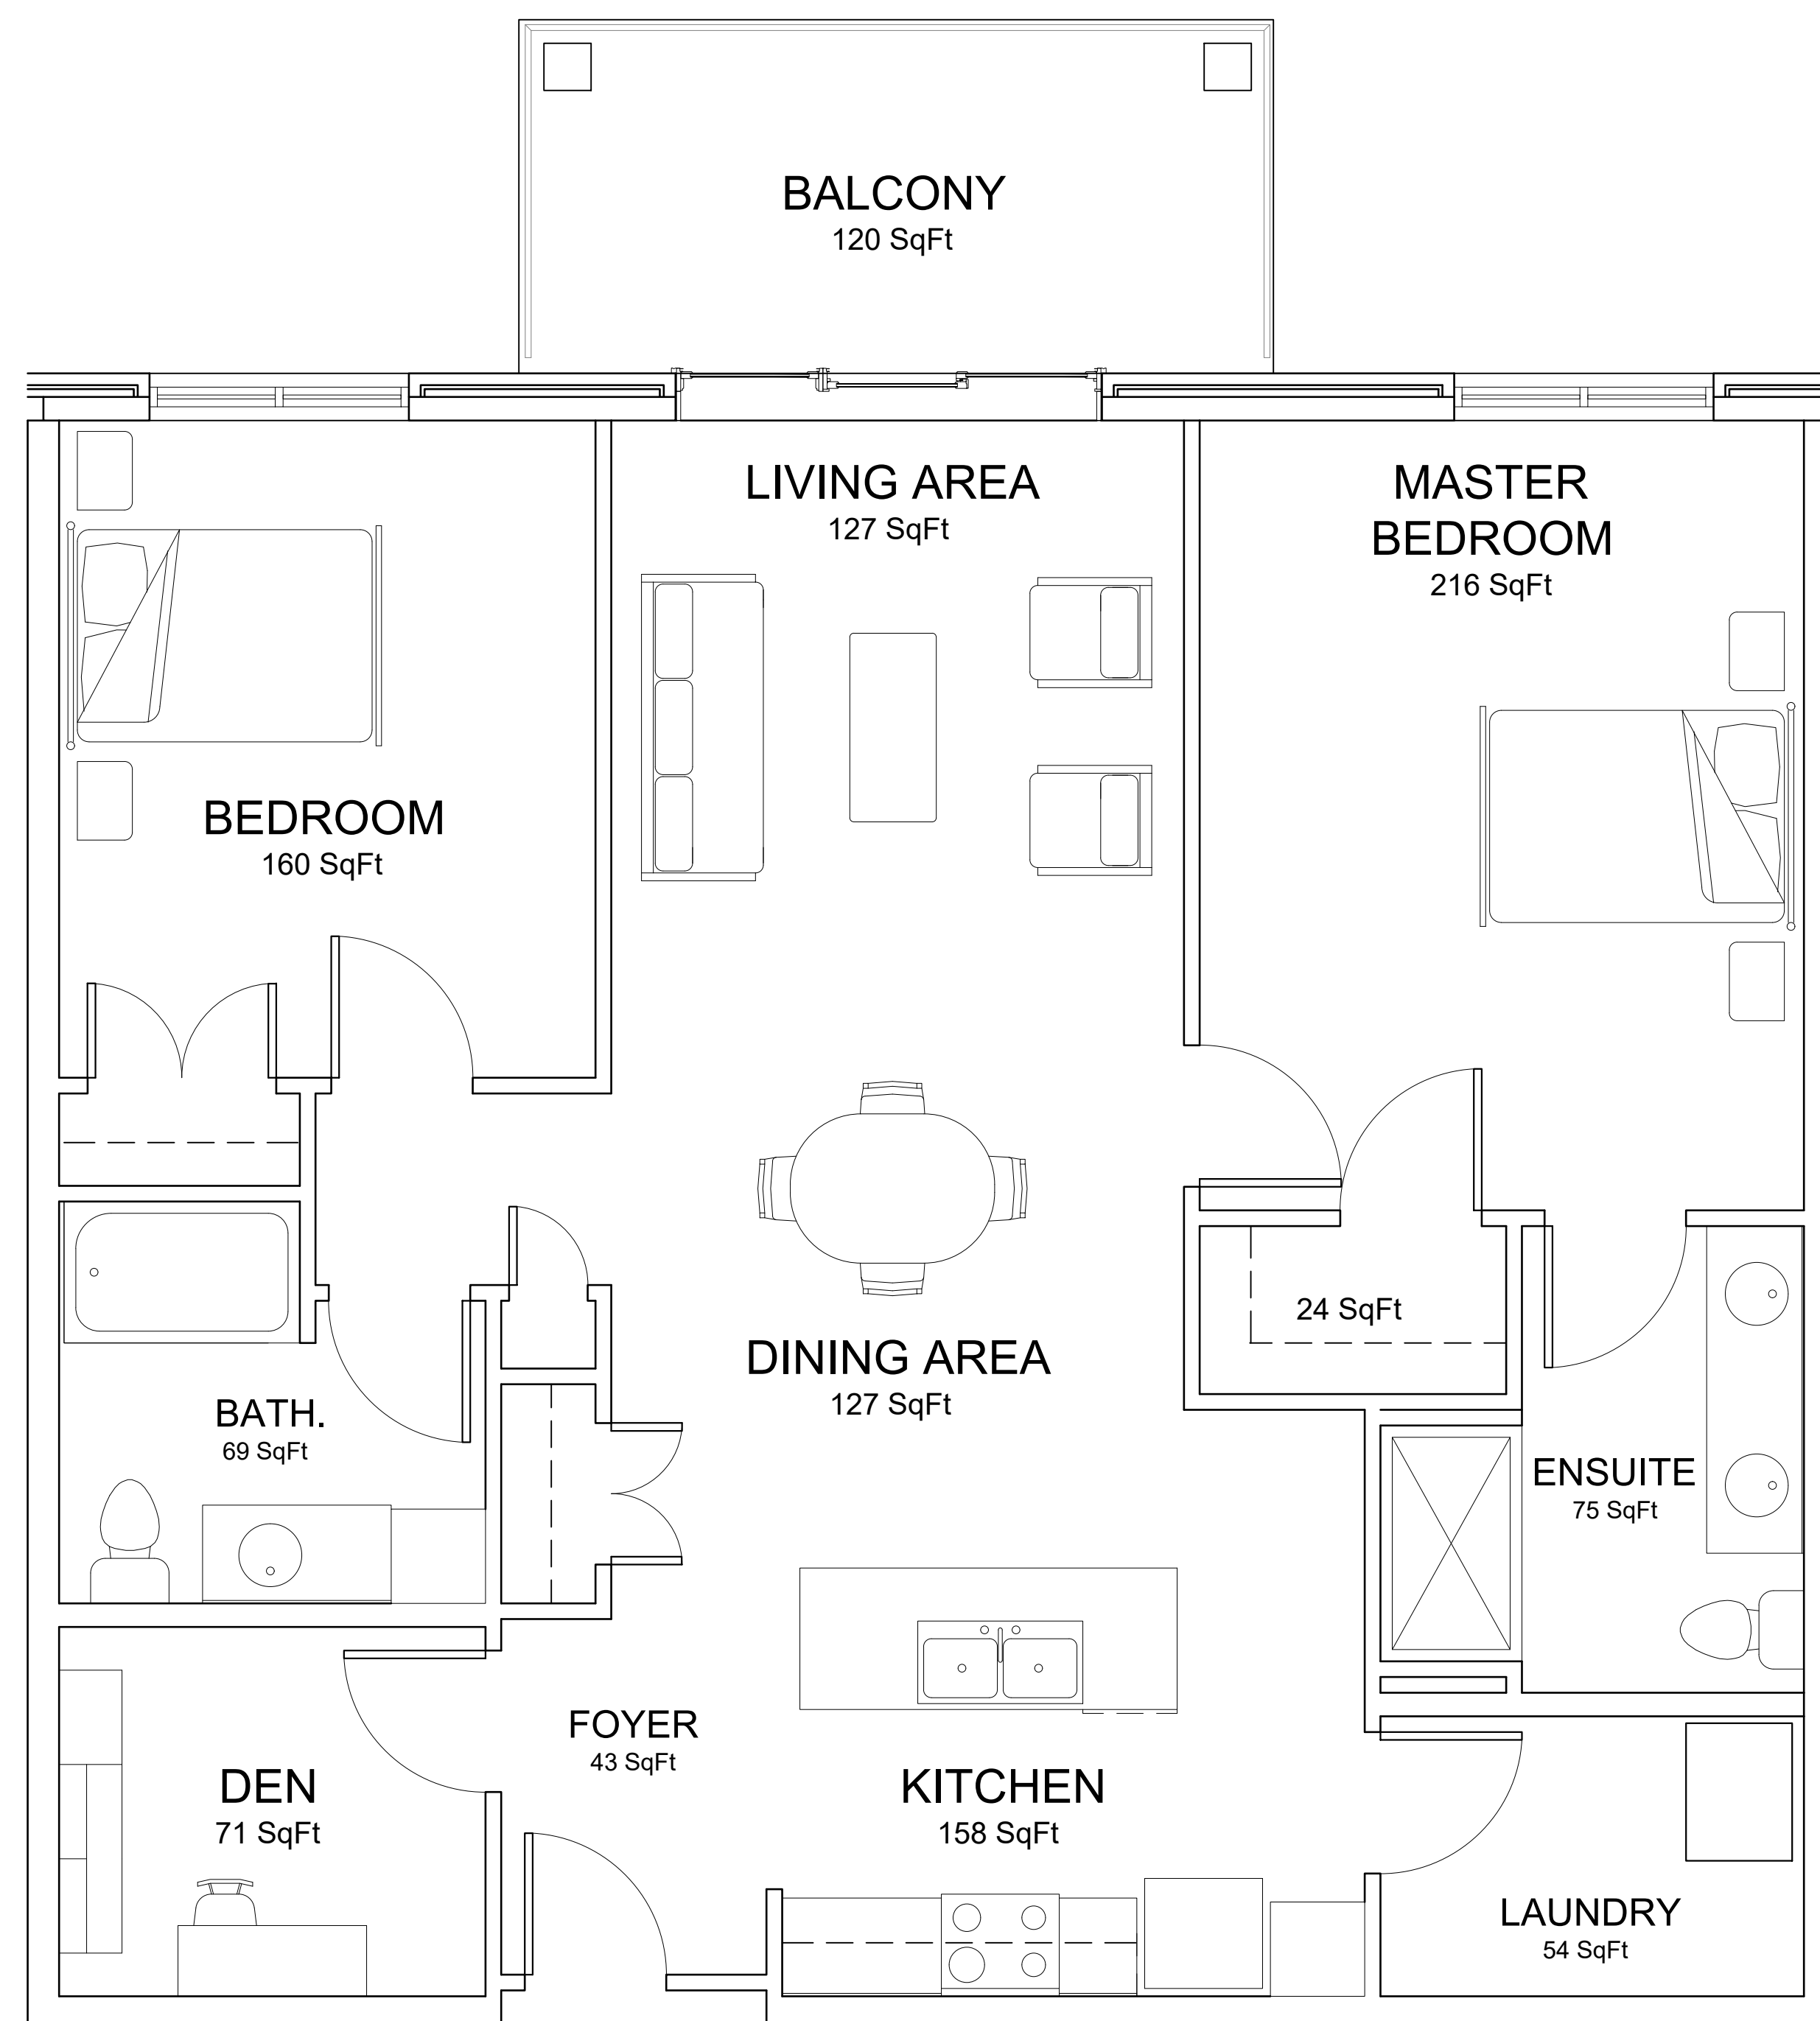 BALCONY
120 SqFt
LIVING AREA
127 SqFt
MASTER
BEDROOM
216 SqFt
BEDROOM
160 SqFt
24 SqFt
DINING AREA
127 SqFt
BATH.
69 SqFt
ENSUITE
75 SqFt
FOYER
43 SqFt
DEN
71 SqFt
KITCHEN
158 SqFt
LAUNDRY
54 SqFt